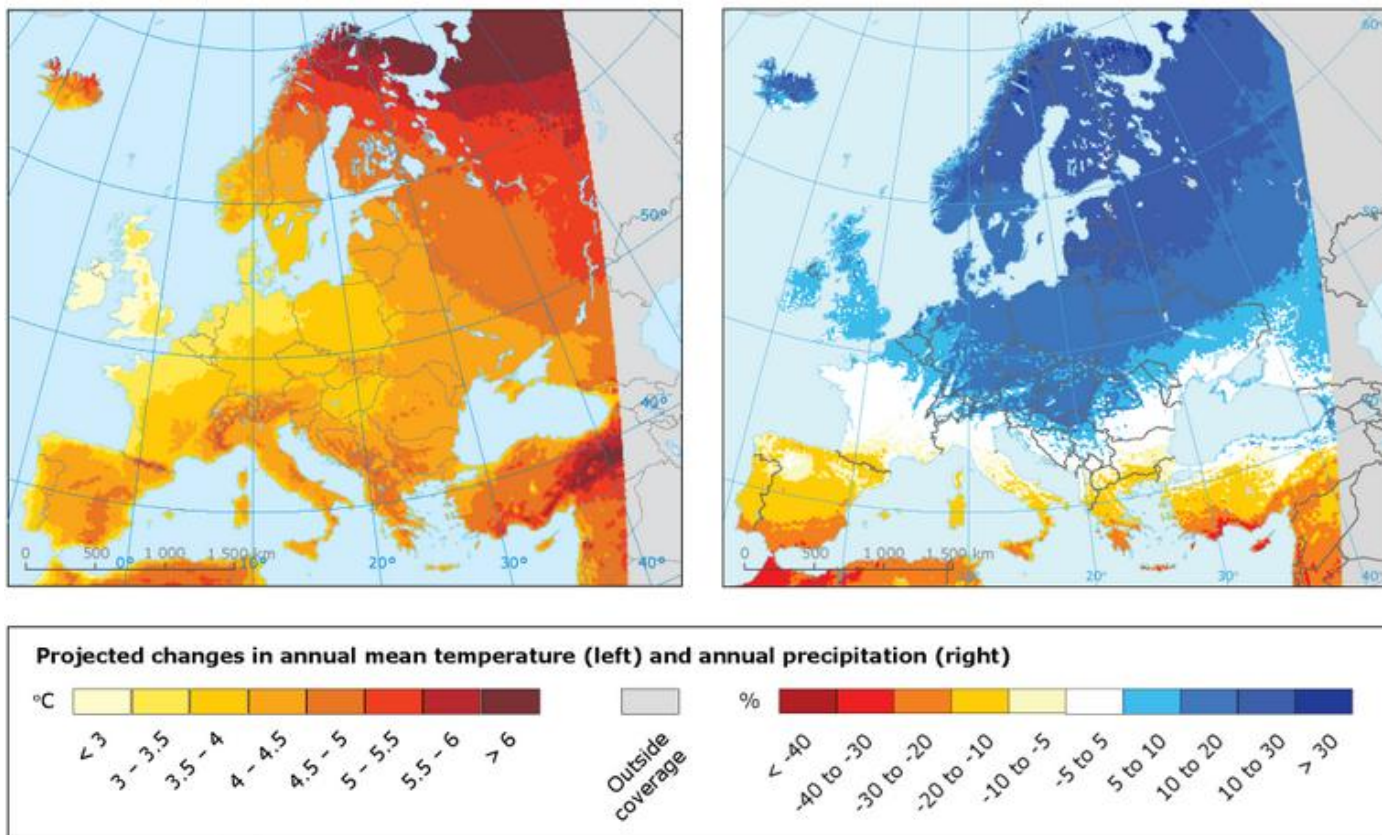 60°
50°
50°
40°
40°
0 500 1 000 1 500 km
0° 10° 20° 30° 40°
0 500 1 000 1 500 km
20° 30° 40°
Projected changes in annual mean temperature (left) and annual precipitation (right)
°C
< 3
3 – 3.5
3.5 – 4
4 – 4.5
4.5 – 5
5 – 5.5
5.5 – 6
> 6
Outside
coverage
%
< -40
-40 to -30
-30 to -20
-20 to -10
-10 to -5
-5 to 5
5 to 10
10 to 20
10 to 30
> 30